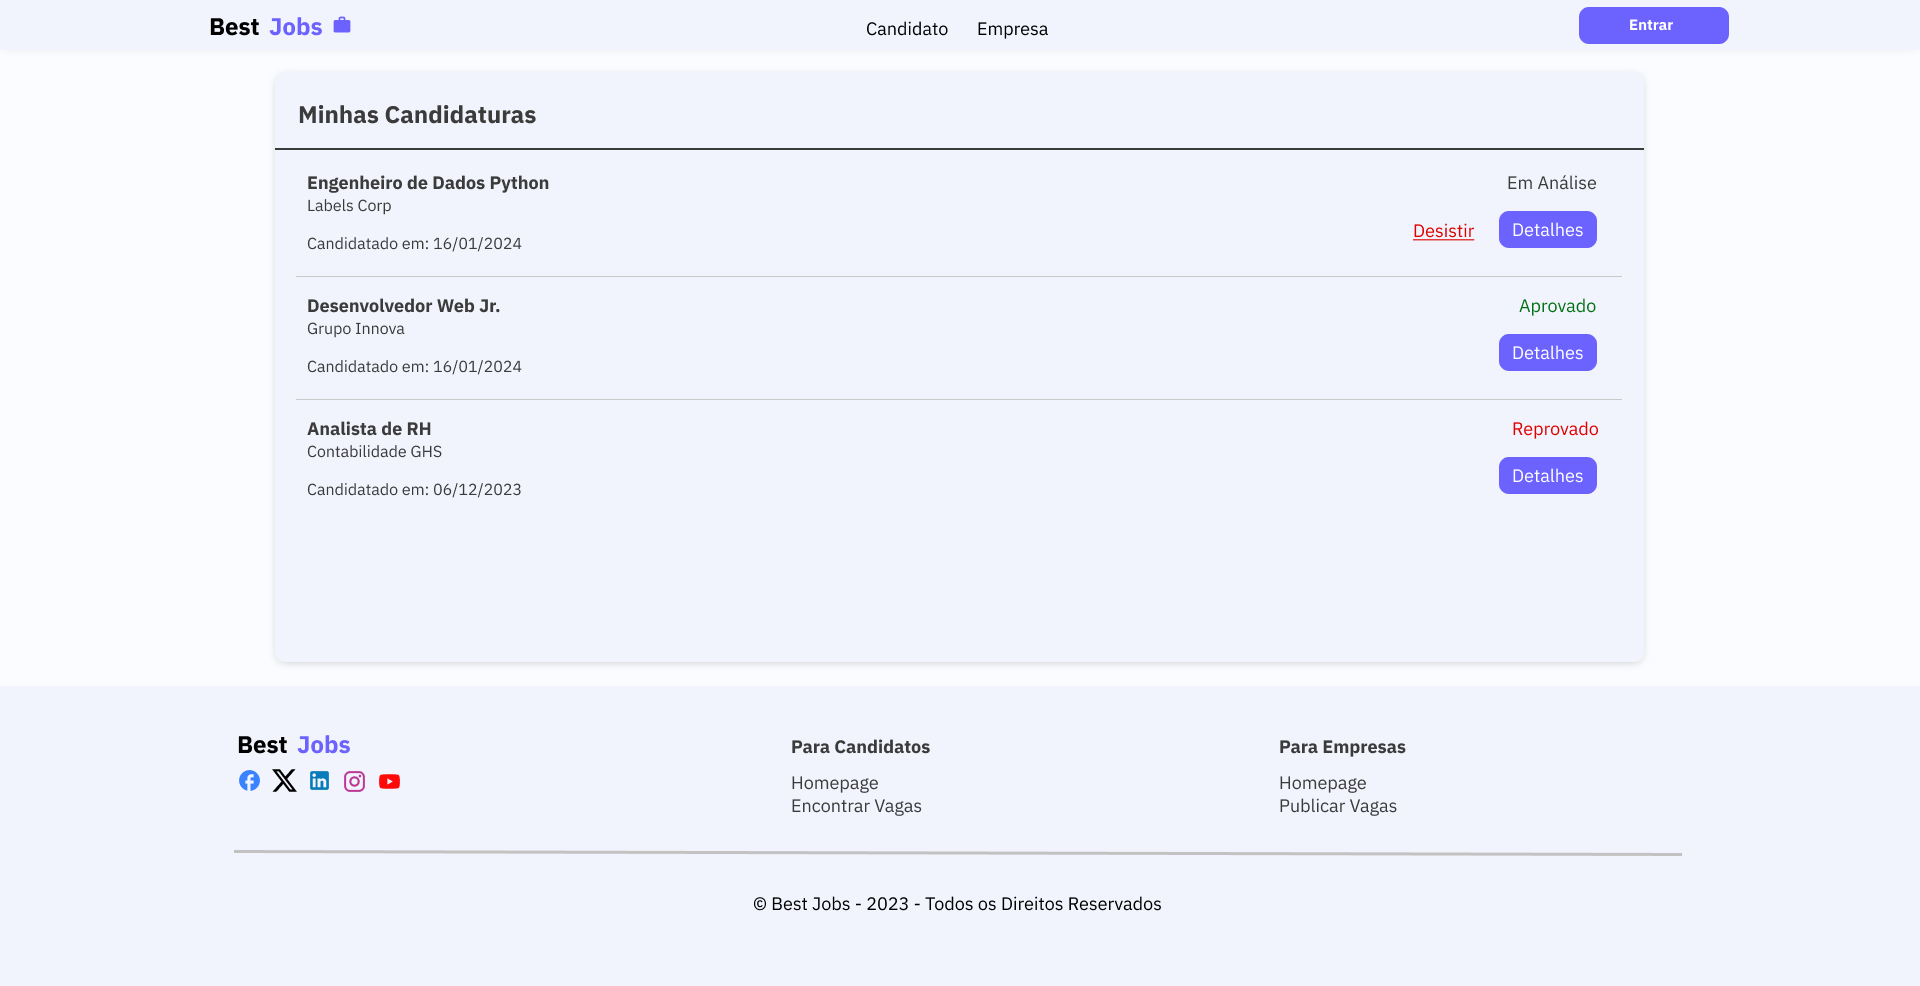 Best Jobs
Candidato Empresa
Entrar
Minhas Candidaturas
Engenheiro de Dados Python
Em Análise
Labels Corp
Desistir
Detalhes
Candidatado em: 16/01/2024
Desenvolvedor Web Jr.
Aprovado
Grupo Innova
Detalhes
Candidatado em: 16/01/2024
Analista de RH
Reprovado
Contabilidade GHS
Detalhes
Candidatado em: 06/12/2023
Best Jobs
Para Candidatos
Homepage
Encontrar Vagas
Para Empresas
Homepage
Publicar Vagas
© Best Jobs - 2023 - Todos os Direitos Reservados